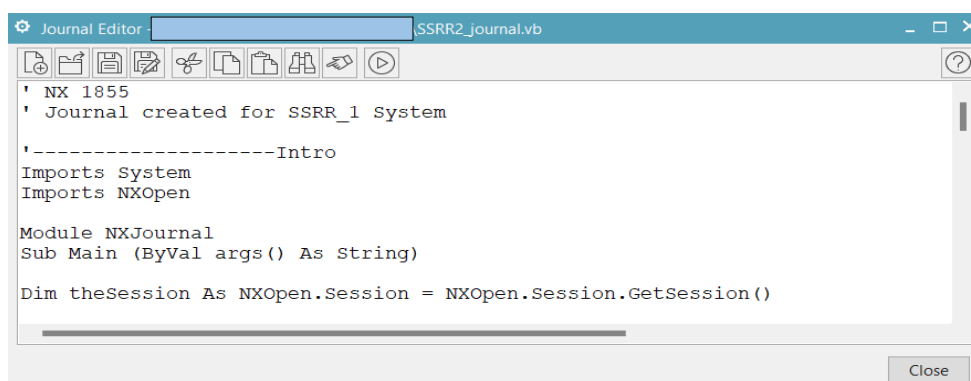 Journal Editor - \SSRR2_journal.vb
' NX 1855
' Journal created for SSRR_1 System
'--------------------Intro
Imports System
Imports NXOpen
Module NXJournal
Sub Main (ByVal args() As String)
Dim theSession As NXOpen.Session = NXOpen.Session.GetSession()
Close